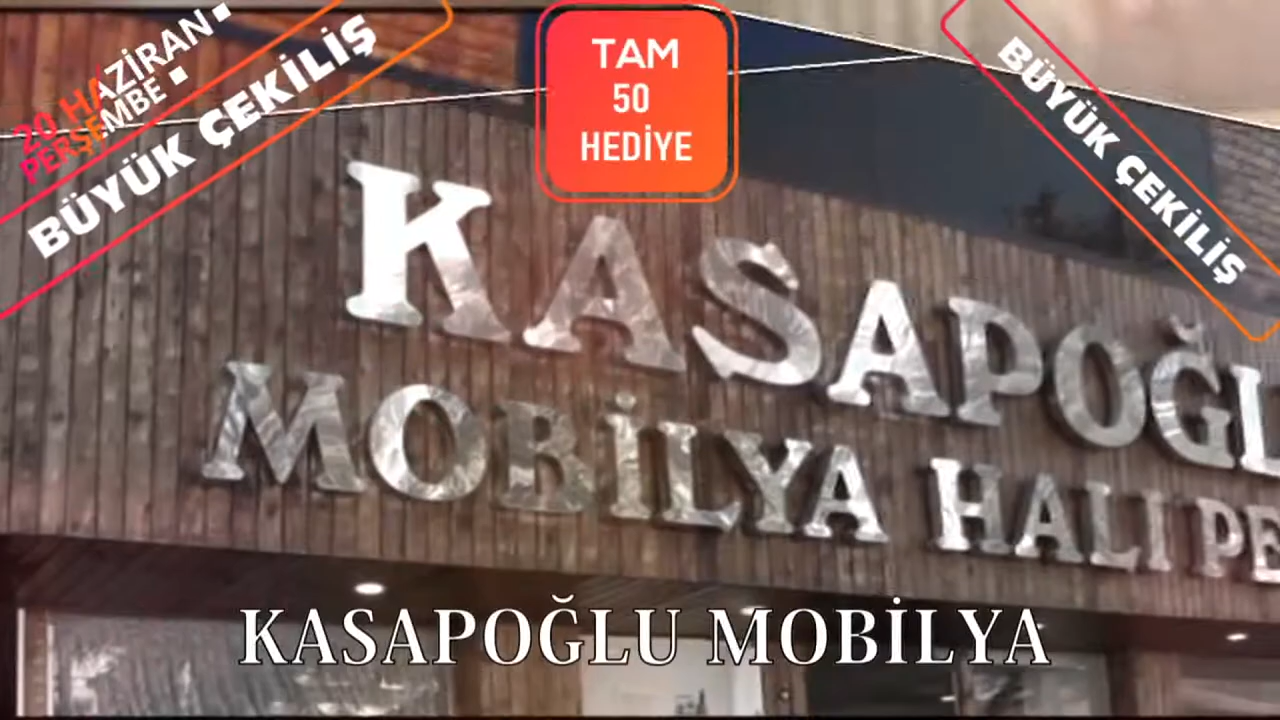 20 HAZİRAN
PERŞEMBE
BÜYÜK ÇEKİLİŞ
TAM
50
HEDİYE
BÜYÜK ÇEKİLİŞ
KASAPOĞL
MOBİLYA HALI PE
KASAPOĞLU MOBİLYA